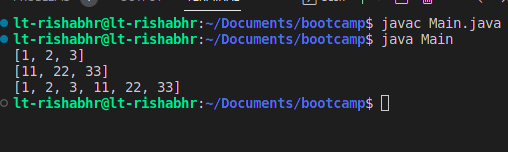 lt-rishabhr@lt-rishabhr:~/Documents/bootcamp$ javac Main.java
lt-rishabhr@lt-rishabhr:~/Documents/bootcamp$ java Main
[1, 2, 3]
[11, 22, 33]
[1, 2, 3, 11, 22, 33]
lt-rishabhr@lt-rishabhr:~/Documents/bootcamp$